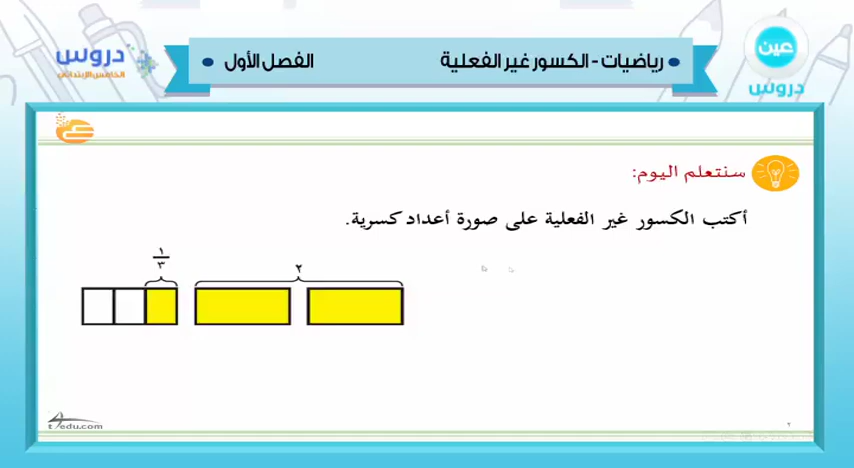 عين
دروس
رياضيات - الكسور غير الفعلية
الفصل الأول
دروس
الخامس الإبتدائي
سنتعلم اليوم:
أكتب الكسور غير الفعلية على صورة أعداد كسرية.
٢
١
٣
t4edu.com
٢